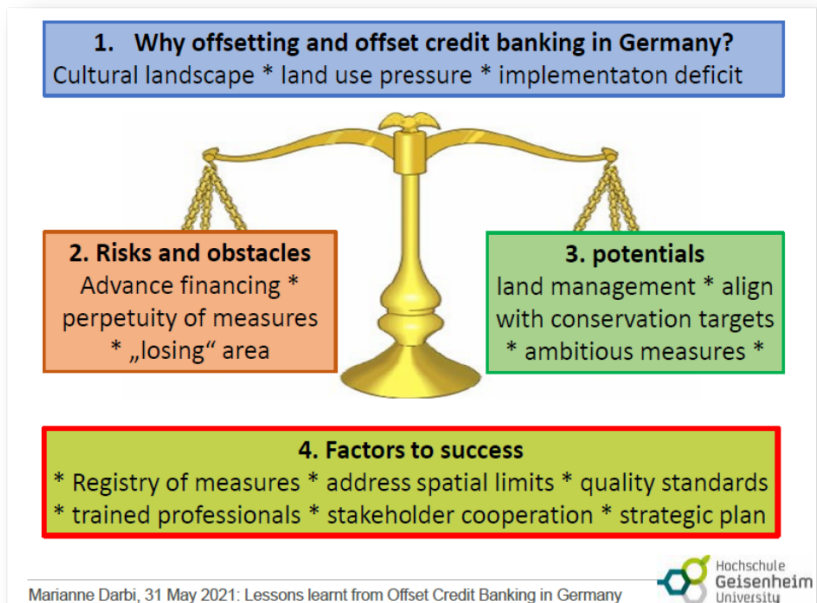 1. Why offsetting and offset credit banking in Germany?
Cultural landscape * land use pressure * implementaton deficit
2. Risks and obstacles
Advance financing *
perpetuity of measures
* „losing“ area
3. potentials
land management * align
with conservation targets
* ambitious measures *
4. Factors to success
* Registry of measures * address spatial limits * quality standards
* trained professionals * stakeholder cooperation * strategic plan
Marianne Darbi, 31 May 2021: Lessons learnt from Offset Credit Banking in Germany
Hochschule
Geisenheim
University